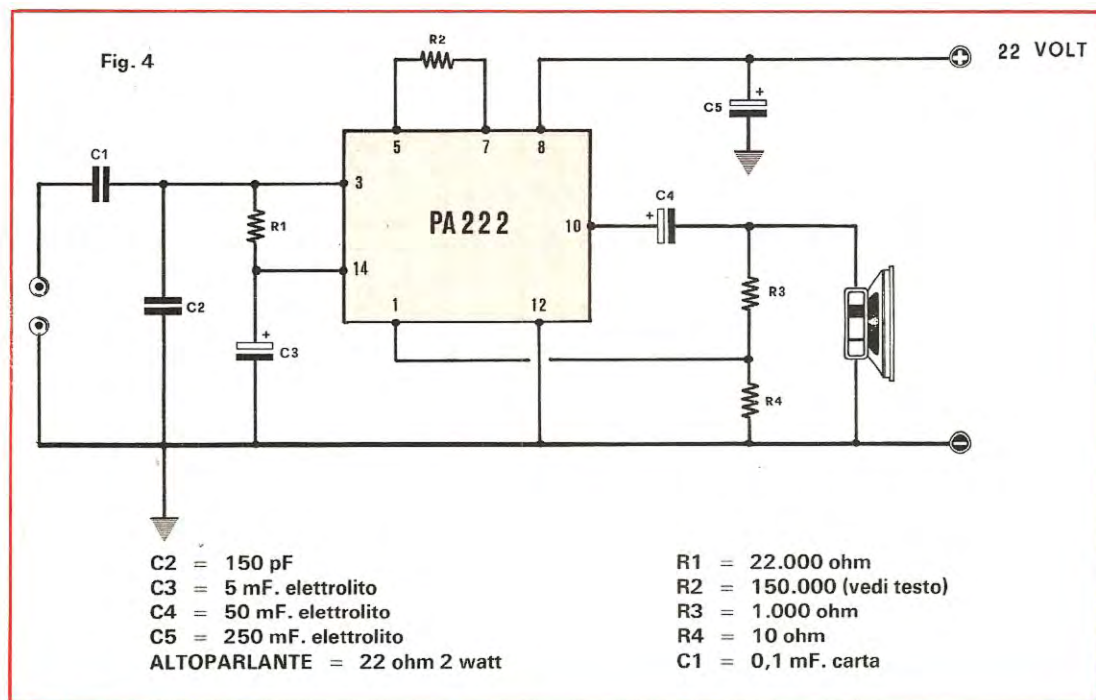 Fig. 4
R2
22 VOLT
C5
+
5
7
8
C1
3
R1
PA222
10
+
C4
14
R3
C2
+
C3
1
12
R4
C2 = 150 pF
C3 = 5 mF. elettrolito
C4 = 50 mF. elettrolito
C5 = 250 mF. elettrolito
ALTOPARLANTE = 22 ohm 2 watt
R1 = 22.000 ohm
R2 = 150.000 (vedi testo)
R3 = 1.000 ohm
R4 = 10 ohm
C1 = 0,1 mF. carta